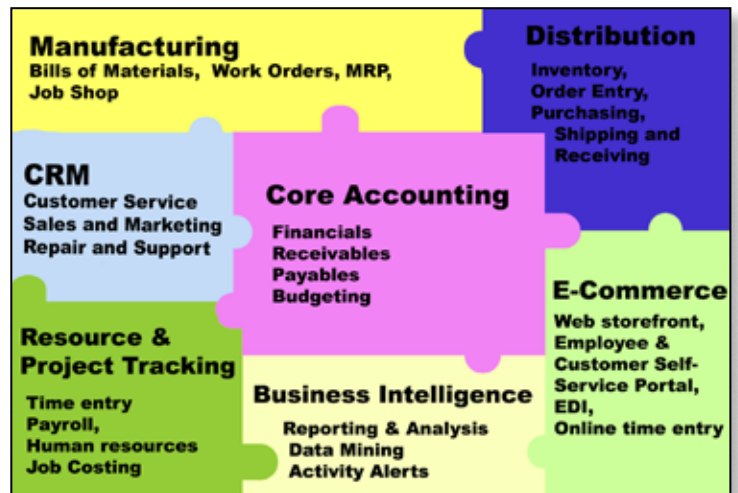 Manufacturing
Bills of Materials, Work Orders, MRP,
Job Shop
Distribution
Inventory,
Order Entry,
Purchasing,
Shipping and
Receiving
CRM
Customer Service
Sales and Marketing
Repair and Support
Core Accounting
Financials
Receivables
Payables
Budgeting
E-Commerce
Web storefront,
Employee &
Customer Self-
Service Portal,
EDI,
Online time entry
Resource &
Project Tracking
Time entry
Payroll,
Human resources
Job Costing
Business Intelligence
Reporting & Analysis
Data Mining
Activity Alerts